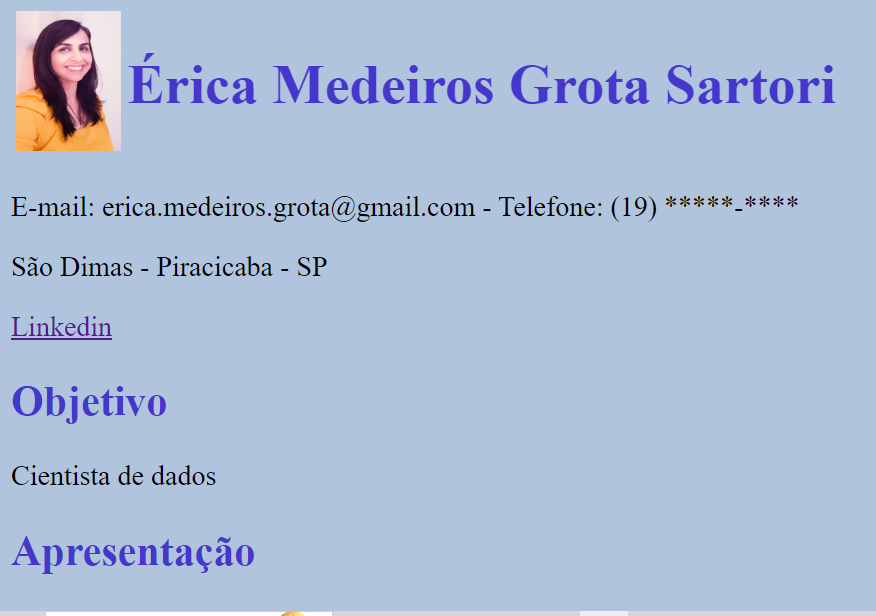 Érica Medeiros Grota Sartori
E-mail: erica.medeiros.grota@gmail.com - Telefone: (19) *****-****
São Dimas - Piracicaba - SP
Linkedin
Objetivo
Cientista de dados
Apresentação